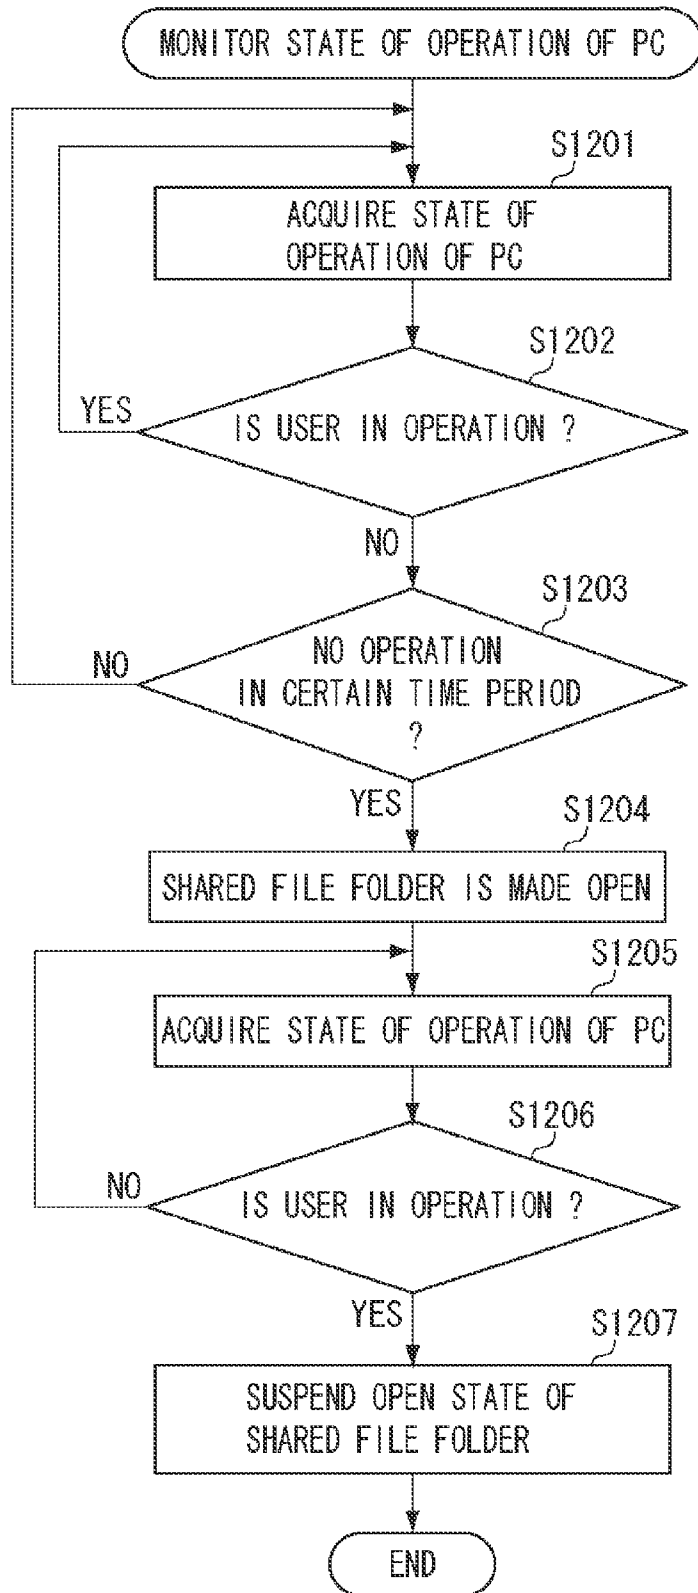 MONITOR STATE OF OPERATION OF PC
S1201
ACQUIRE STATE OF
OPERATION OF PC
S1202
YES
IS USER IN OPERATION ?
NO
S1203
NO
NO OPERATION
IN CERTAIN TIME PERIOD
?
YES
S1204
SHARED FILE FOLDER IS MADE OPEN
S1205
ACQUIRE STATE OF OPERATION OF PC
S1206
NO
IS USER IN OPERATION ?
YES
S1207
SUSPEND OPEN STATE OF
SHARED FILE FOLDER
END